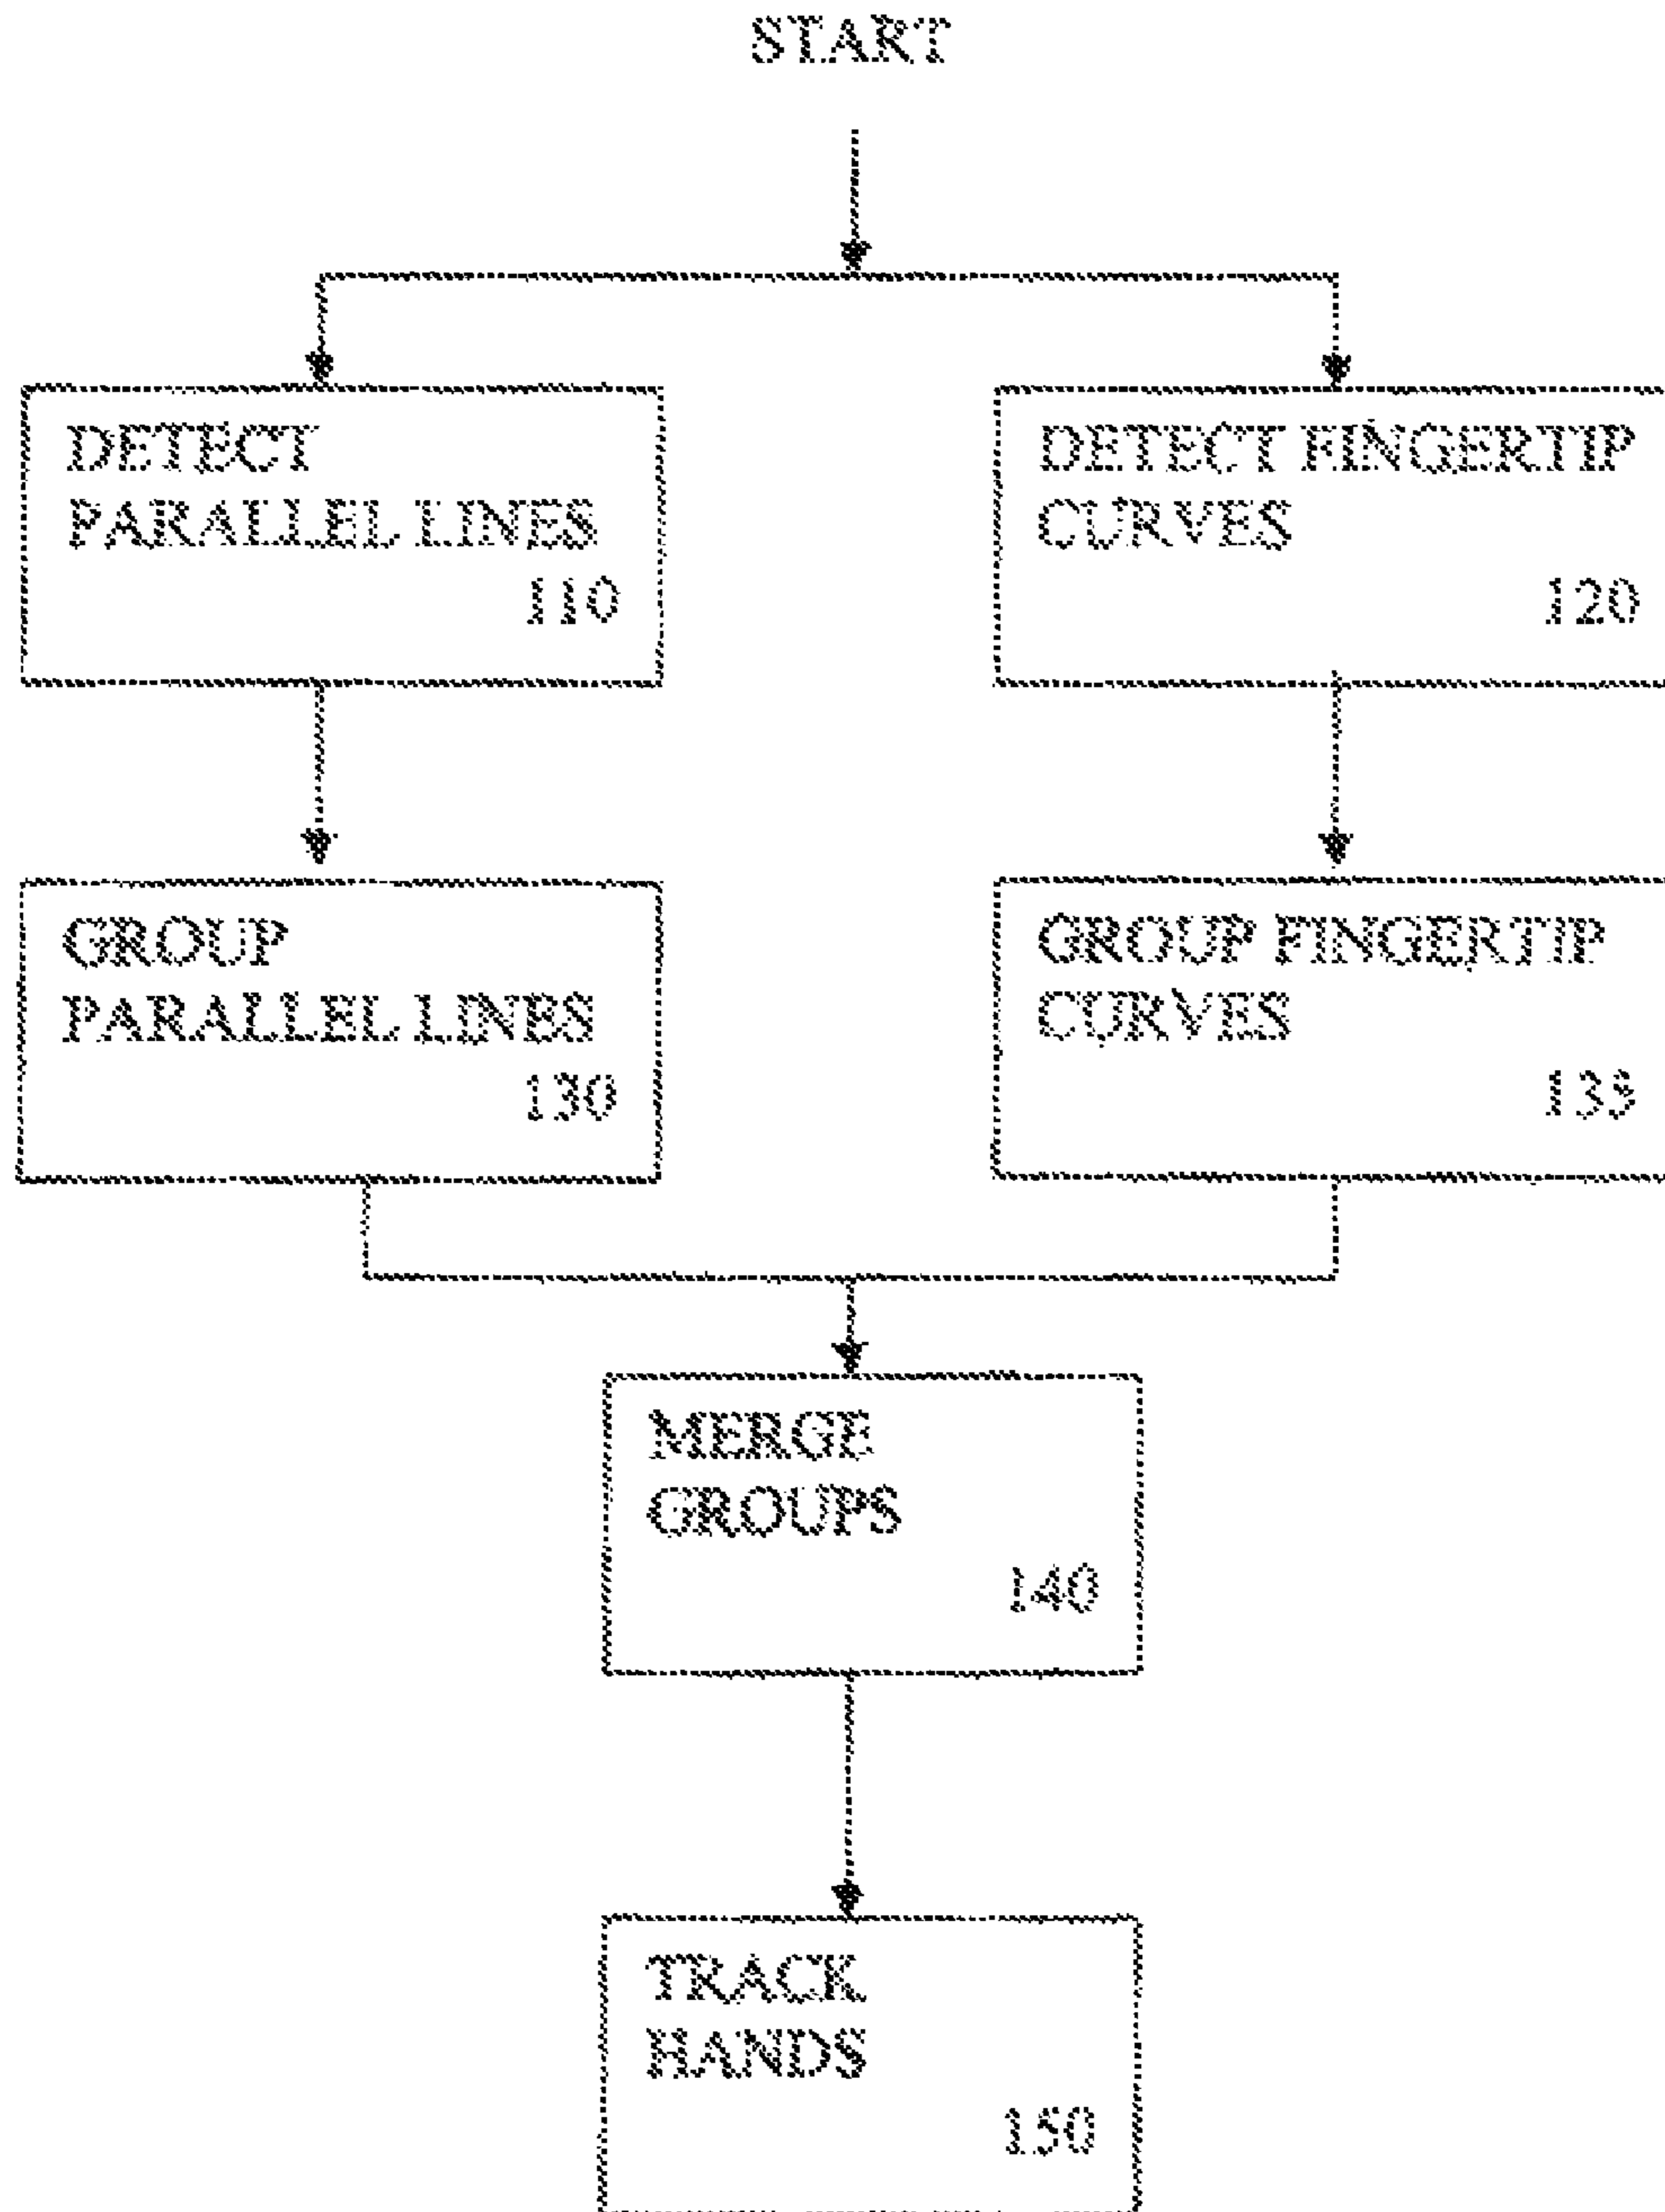 START
DETECT
PARALLEL LINES
110
DETECT FINGERTIP
CURVES
120
GROUP
PARALLEL LINES
130
GROUP FINGERTIP
CURVES
135
MERGE
GROUPS
140
TRACK
HANDS
150